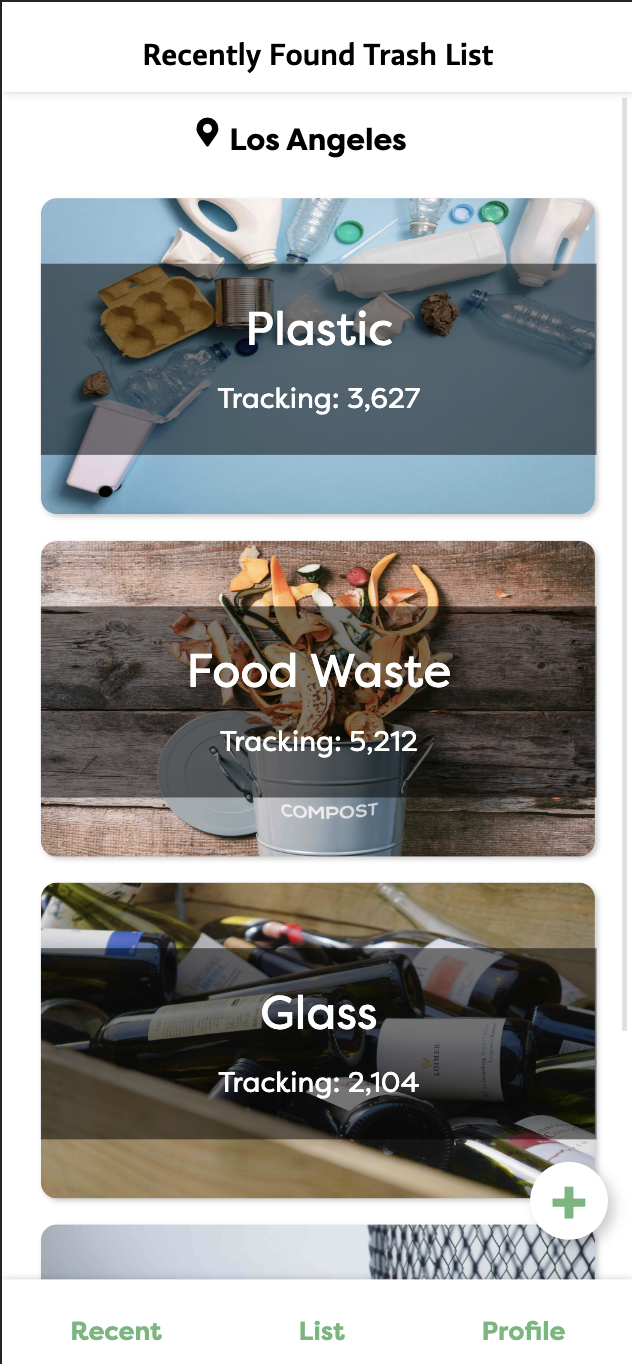 Recently Found Trash List
Los Angeles
Plastic
Tracking: 3,627
Food Waste
Tracking: 5,212
COMPOST
Glass
Tracking: 2,104
LOIMER
Recent
List
Profile